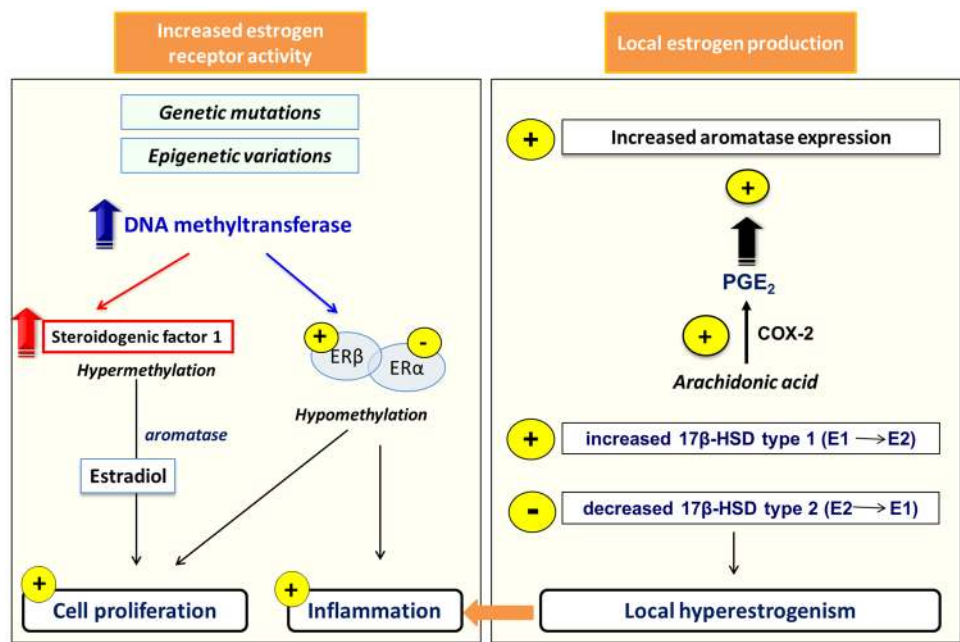 Increased estrogen
receptor activity
Genetic mutations
Epigenetic variations
DNA methyltransferase
Steroidogenic factor 1
Hypermethylation
+
-
ERβ
ERα
Hypomethylation
aromatase
Estradiol
+
Cell proliferation
+
Inflammation
Local estrogen production
+
Increased aromatase expression
+
PGE₂
+
COX-2
Arachidonic acid
+
increased 17β-HSD type 1 (E1 → E2)
-
decreased 17β-HSD type 2 (E2 → E1)
Local hyperestrogenism